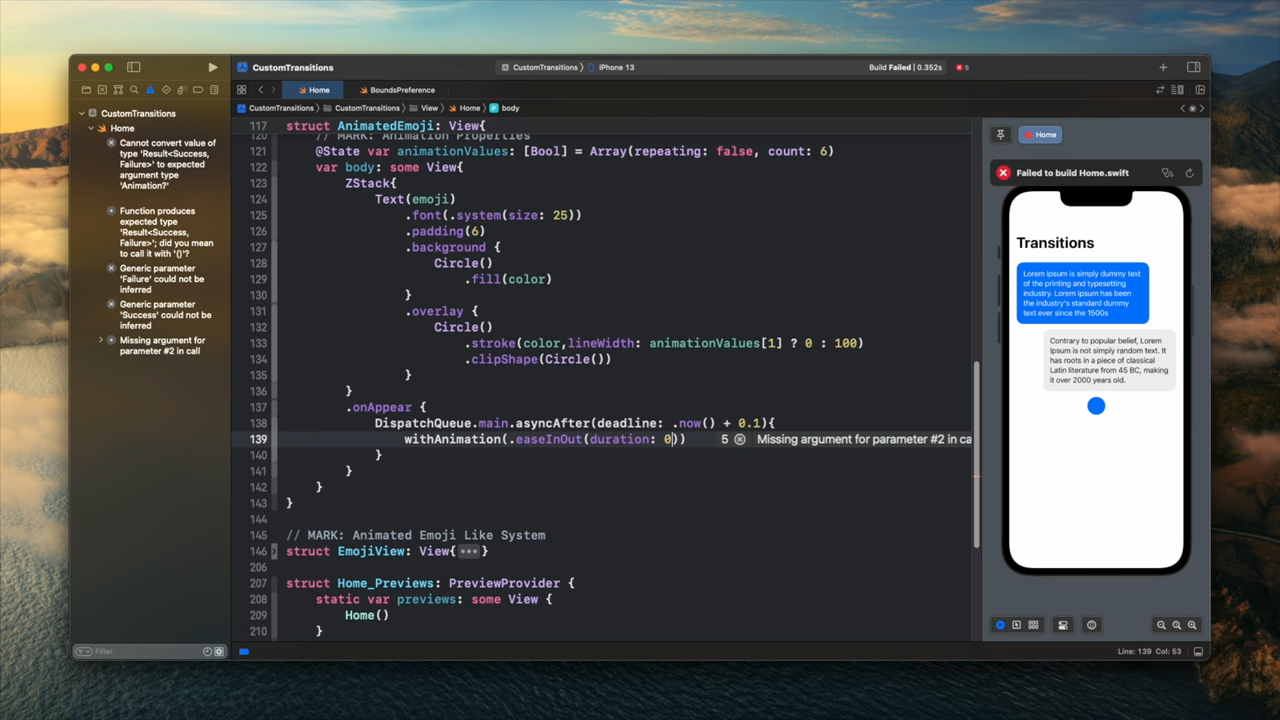 CustomTransitions
CustomTransitions 〉 iPhone 13
Build Failed | 0.352s
5
Home
BoundsPreference
CustomTransitions 〉 CustomTransitions 〉 View 〉 Home 〉 body
CustomTransitions
Home
Cannot convert value of
type 'Result<Success,
Failure>' to expected
argument type
'Animation?'
Function produces
expected type
'Result<Success,
Failure>'; did you mean
to call it with '()'?
Generic parameter
'Failure' could not be
inferred
Generic parameter
'Success' could not be
inferred
Missing argument for
parameter #2 in call
Filter
117 struct AnimatedEmoji: View{
120 // MARK: Animation Properties
121 @State var animationValues: [Bool] = Array(repeating: false, count: 6)
122 var body: some View{
123 ZStack{
124 Text(emoji)
125 .font(.system(size: 25))
126 .padding(6)
127 .background {
128 Circle()
129 .fill(color)
130 }
131 .overlay {
132 Circle()
133 .stroke(color,lineWidth: animationValues[1] ? 0 : 100)
134 .clipShape(Circle())
135 }
136 }
137 .onAppear {
138 DispatchQueue.main.asyncAfter(deadline: .now() + 0.1){
139 withAnimation(.easeInOut(duration: 0)) 5 Missing argument for parameter #2 in ca
140 }
141 }
142 }
143 }
144
145 // MARK: Animated Emoji Like System
146 struct EmojiView: View{•••}
206
207 struct Home_Previews: PreviewProvider {
208 static var previews: some View {
209 Home()
210 }
Line: 139 Col: 53
Home
Failed to build Home.swift
Transitions
Lorem Ipsum is simply dummy text
of the printing and typesetting
industry. Lorem Ipsum has been
the industry's standard dummy
text ever since the 1500s
Contrary to popular belief, Lorem
Ipsum is not simply random text. It
has roots in a piece of classical
Latin literature from 45 BC, making
it over 2000 years old.